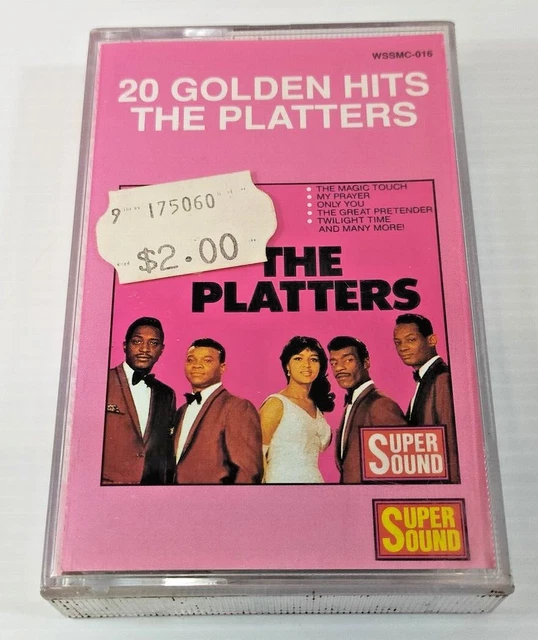 WSSMC-016
20 GOLDEN HITS
THE PLATTERS
• THE MAGIC TOUCH
• MY PRAYER
• ONLY YOU
• THE GREAT PRETENDER
• TWILIGHT TIME
AND MANY MORE!
9 175060
$2.00
THE
PLATTERS
SUPER
SOUND
SUPER
SOUND